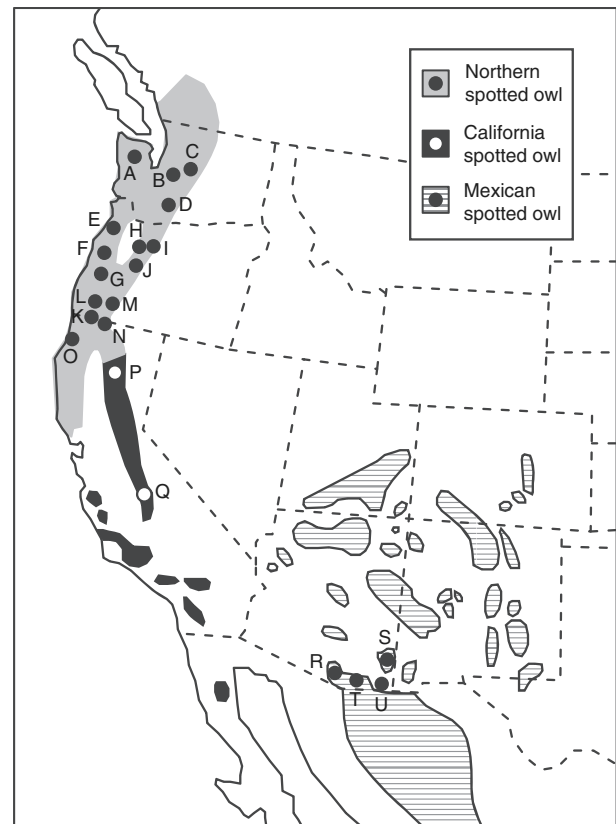 Northern
spotted owl
California
spotted owl
Mexican
spotted owl
A
B
C
D
E
H
F
I
J
G
L
M
K
N
O
P
Q
S
R
T
U